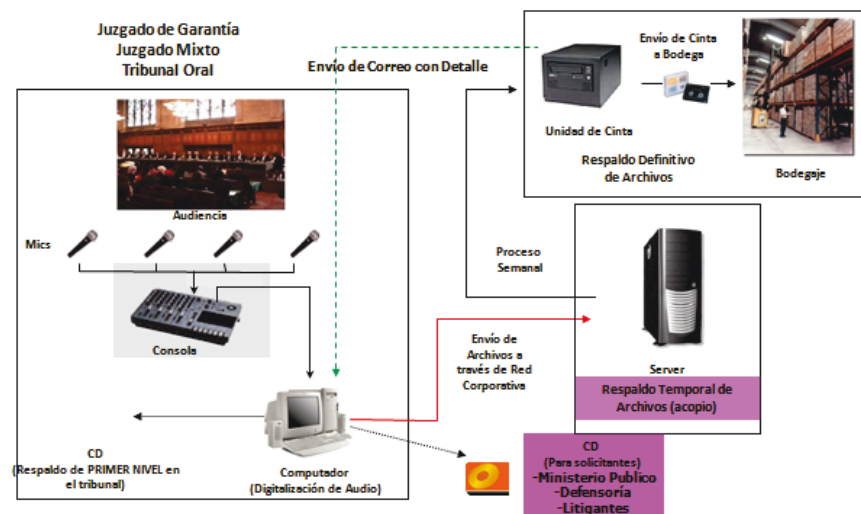 Juzgado de Garantía
Juzgado Mixto
Tribunal Oral
Audiencia
Mics
Consola
CD
(Respaldo de PRIMER NIVEL en
el tribunal)
Computador
(Digitalización de Audio)
Envío de Correo con Detalle
Envío de Cinta
a Bodega
Unidad de Cinta
Respaldo Definitivo
de Archivos
Bodegaje
Proceso
Semanal
Envío de
Archivos a
través de Red
Corporativa
Server
Respaldo Temporal de
Archivos (acopio)
CD
(Para solicitantes)
-Ministerio Publico
-Defensoría
-Litigantes